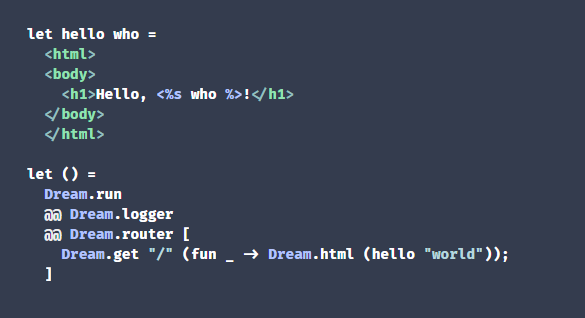 let hello who =
  <html>
  <body>
    <h1>Hello, <%s who %>!</h1>
  </body>
  </html>

let () =
  Dream.run
  @@ Dream.logger
  @@ Dream.router [
    Dream.get "/" (fun _ -> Dream.html (hello "world"));
  ]